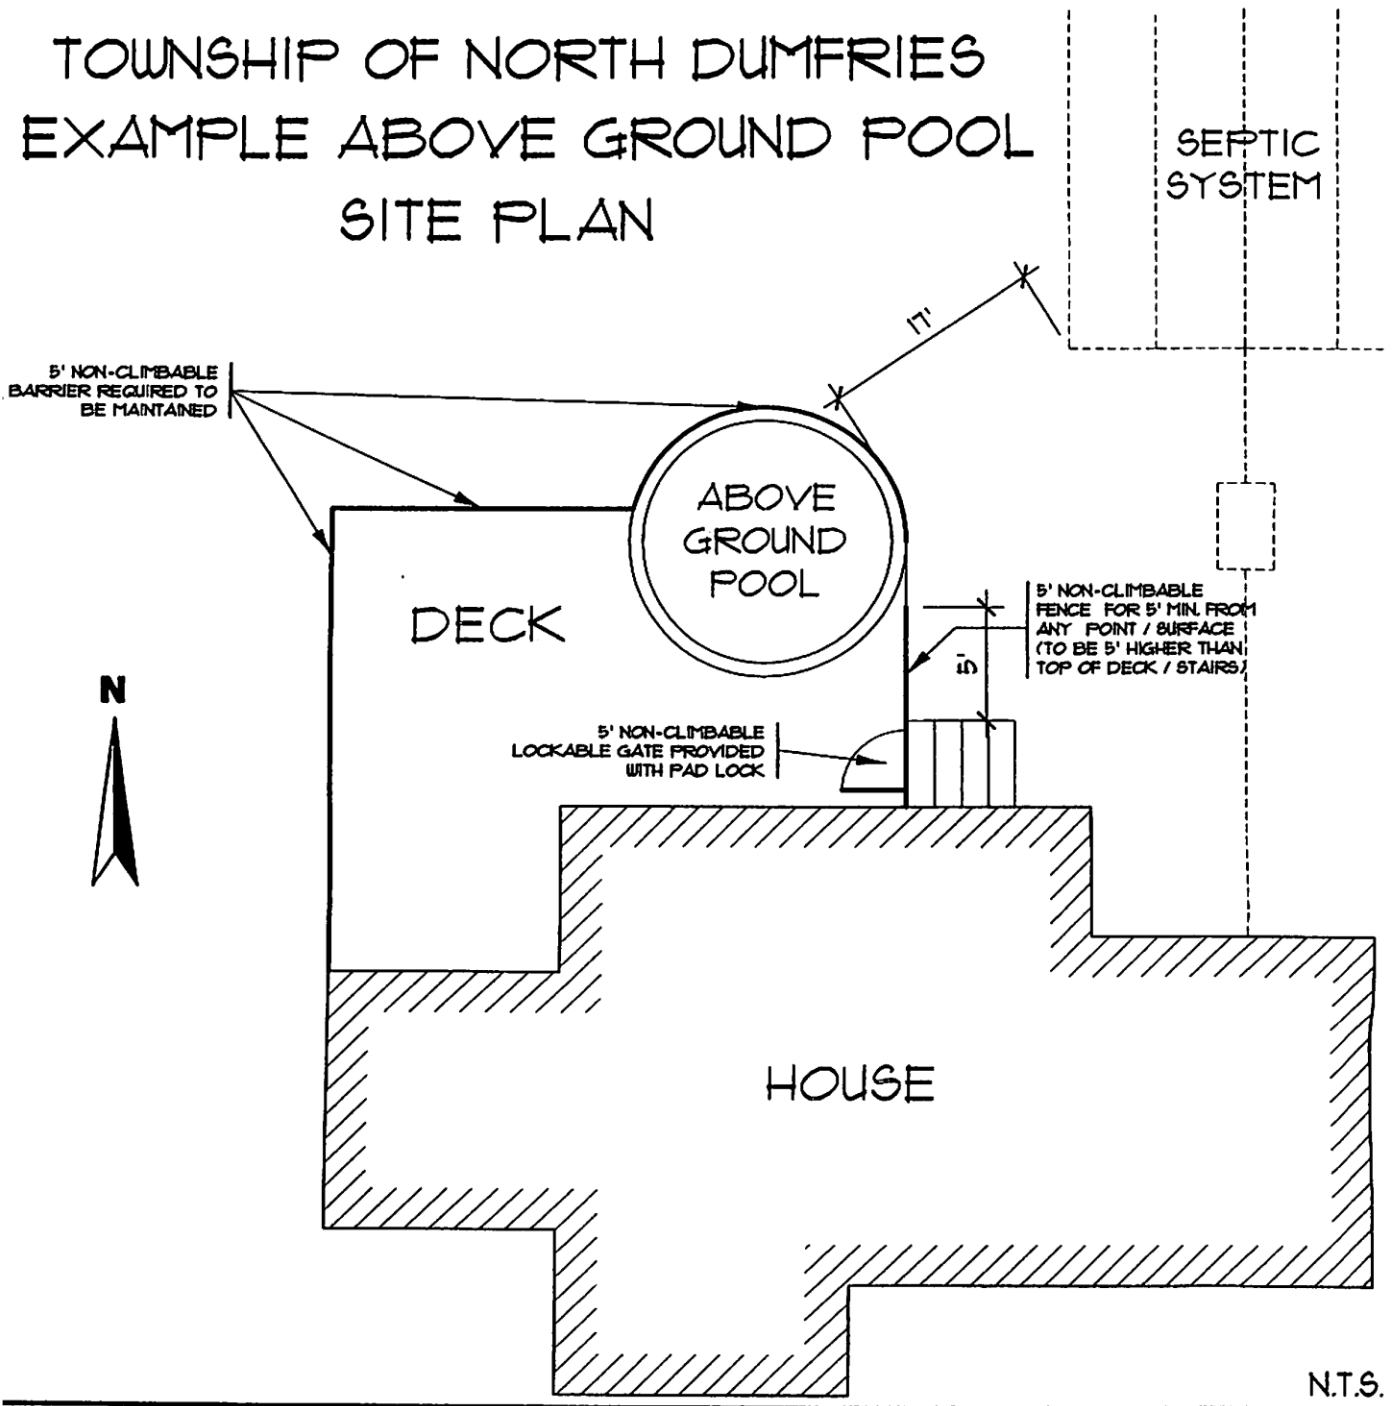 TOWNSHIP OF NORTH DUMFRIES
EXAMPLE ABOVE GROUND POOL
SITE PLAN
SEPTIC
SYSTEM
17'
5' NON-CLIMBABLE
BARRIER REQUIRED TO
BE MAINTAINED
ABOVE
GROUND
POOL
DECK
5' NON-CLIMBABLE
FENCE FOR 5' MIN. FROM
ANY POINT / SURFACE
(TO BE 5' HIGHER THAN
TOP OF DECK / STAIRS)
5'
N
5' NON-CLIMBABLE
LOCKABLE GATE PROVIDED
WITH PAD LOCK
HOUSE
N.T.S.